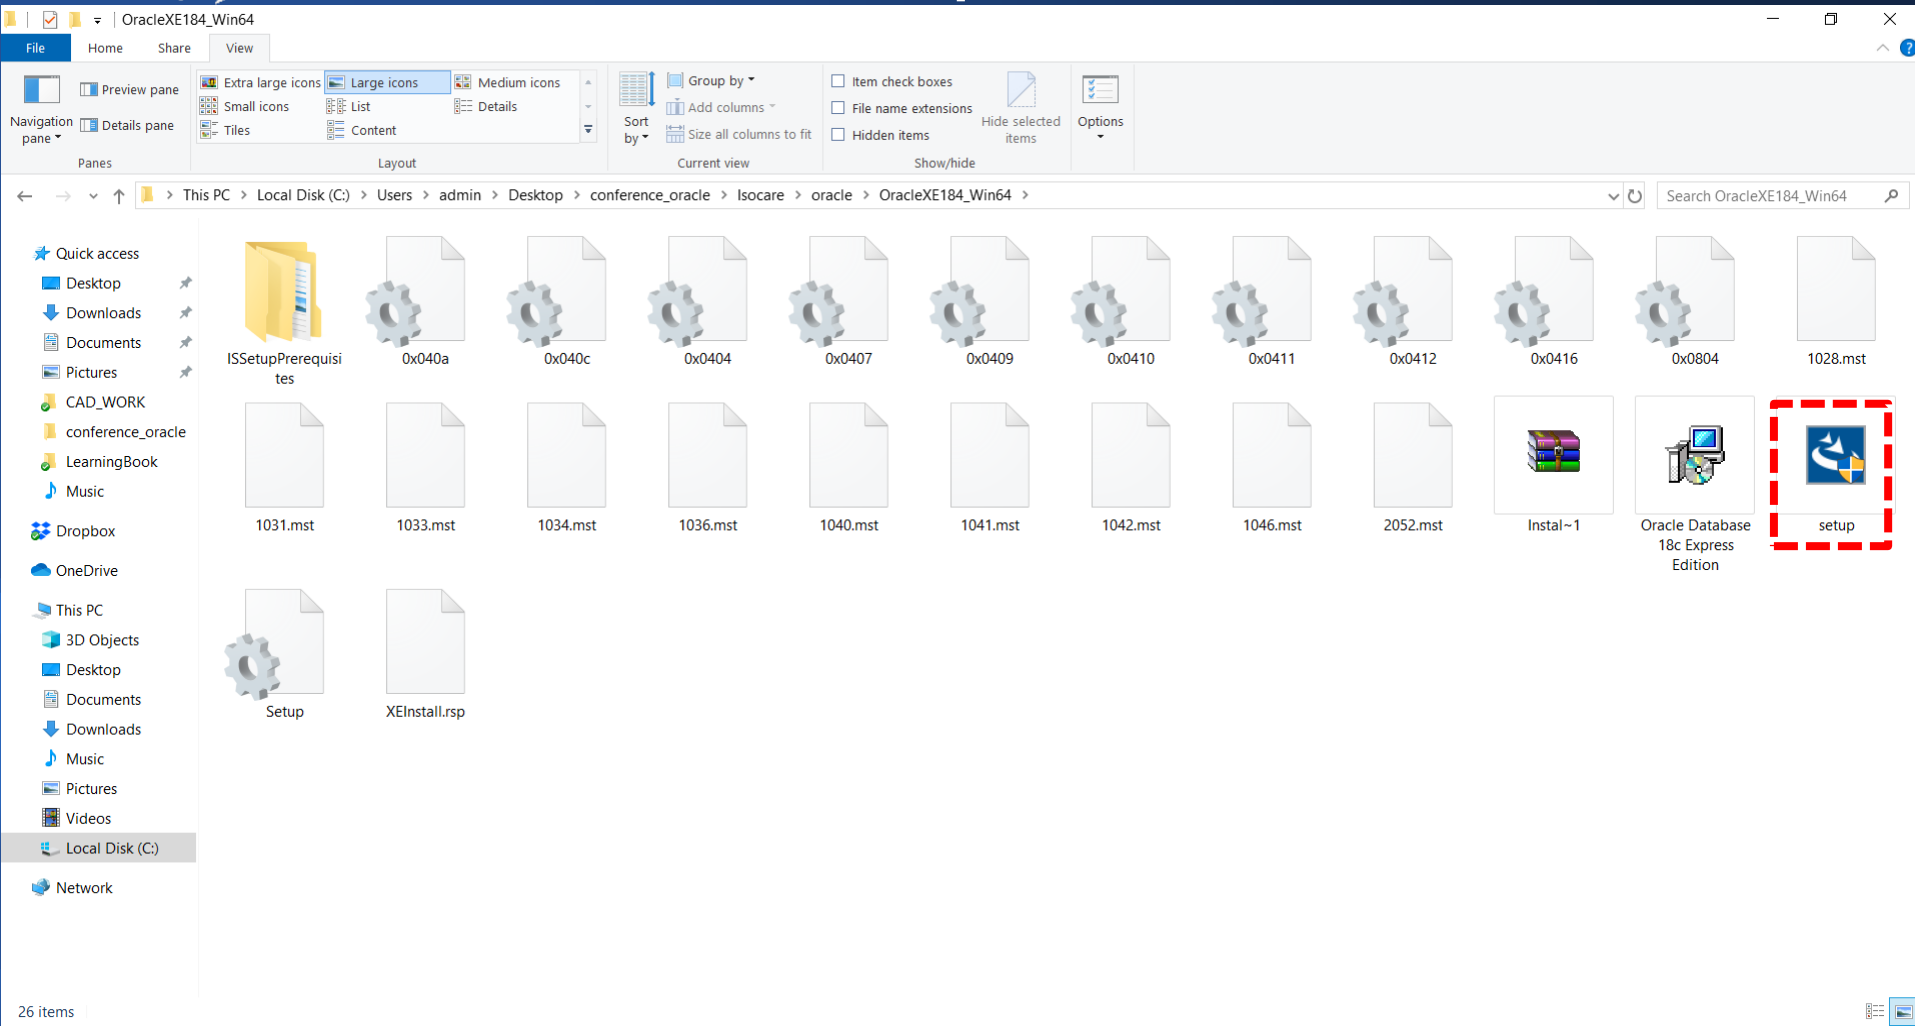 OracleXE184_Win64
File
Home
Share
View
Navigation
pane
Preview pane
Details pane
Panes
Extra large icons
Large icons
Medium icons
Small icons
List
Details
Tiles
Content
Layout
Sort
by
Group by
Add columns
Size all columns to fit
Current view
Item check boxes
File name extensions
Hidden items
Hide selected
items
Show/hide
Options
This PC > Local Disk (C:) > Users > admin > Desktop > conference_oracle > Isocare > oracle > OracleXE184_Win64 >
Search OracleXE184_Win64
Quick access
Desktop
Downloads
Documents
Pictures
CAD_WORK
conference_oracle
LearningBook
Music
Dropbox
OneDrive
This PC
3D Objects
Desktop
Documents
Downloads
Music
Pictures
Videos
Local Disk (C:)
Network
ISSetupPrerequisi
tes
0x040a
0x040c
0x0404
0x0407
0x0409
0x0410
0x0411
0x0412
0x0416
0x0804
1028.mst
1031.mst
1033.mst
1034.mst
1036.mst
1040.mst
1041.mst
1042.mst
1046.mst
2052.mst
Instal~1
Oracle Database
18c Express
Edition
setup
Setup
XEInstall.rsp
26 items